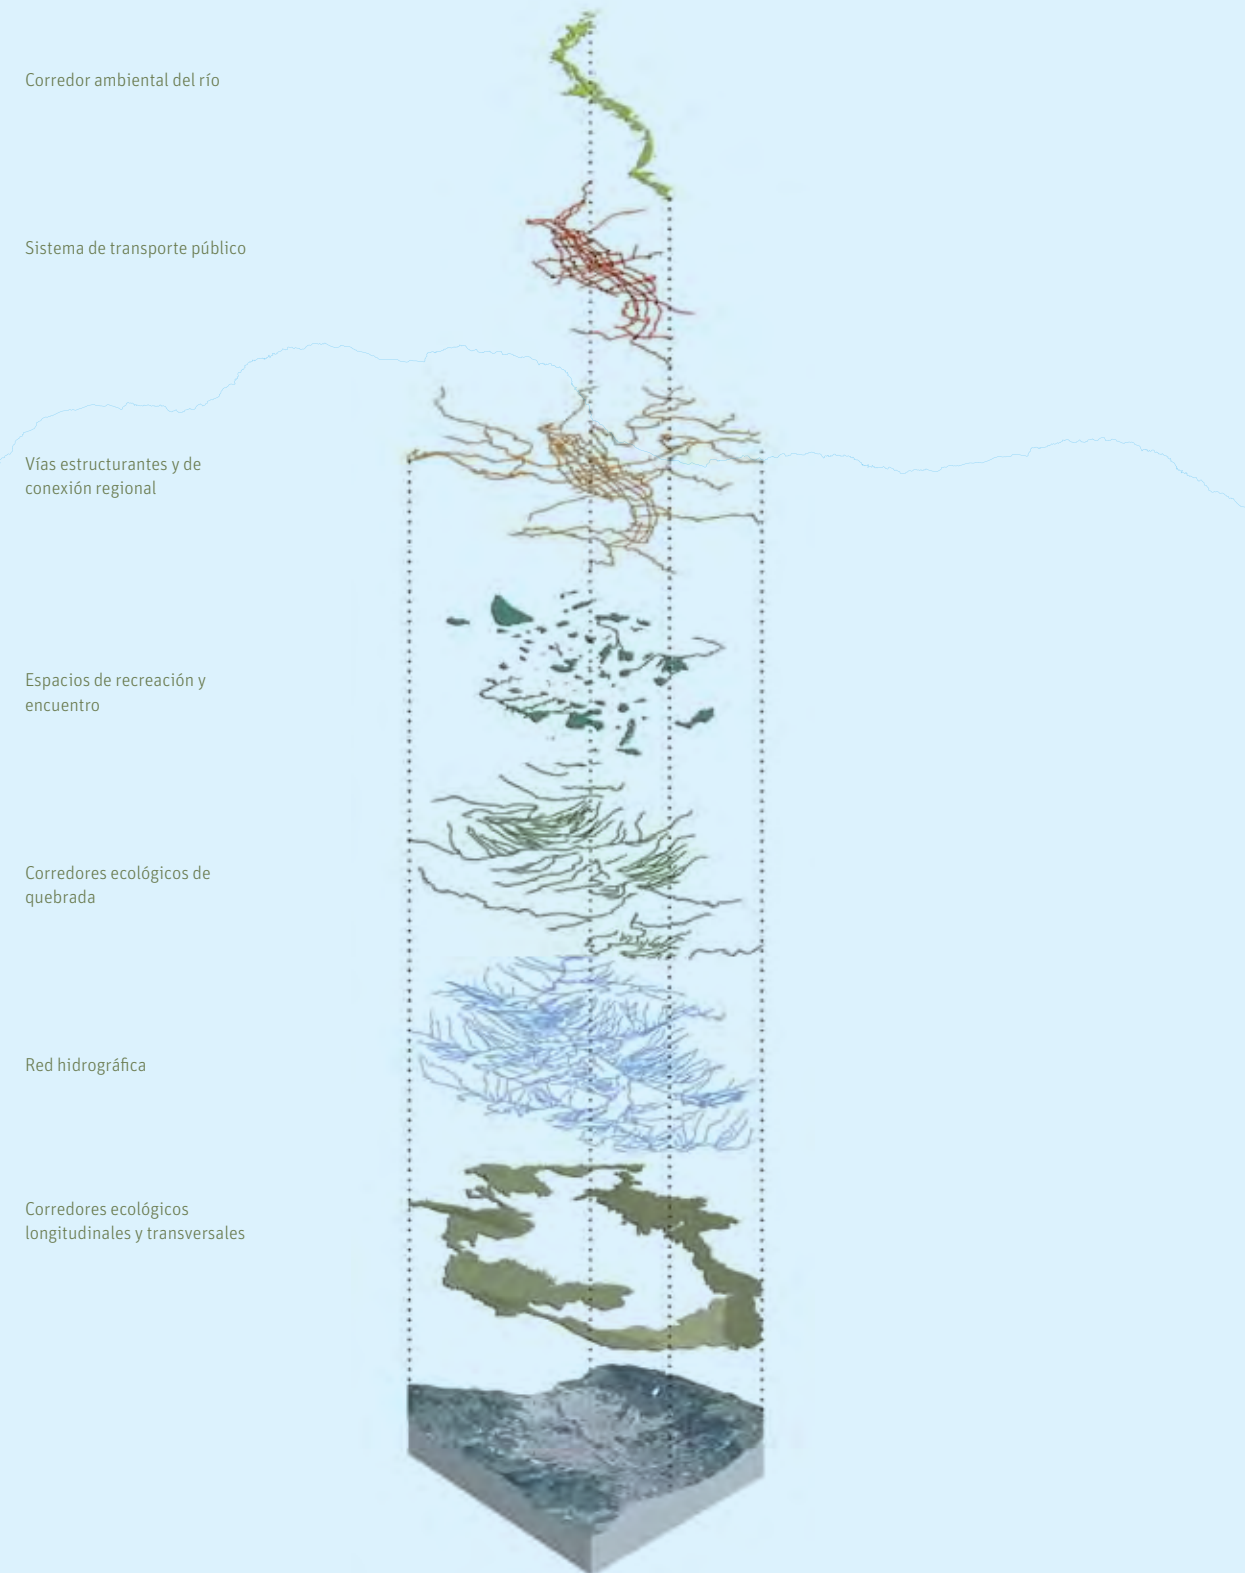 Corredor ambiental del río
Sistema de transporte público
Vías estructurantes y de
conexión regional
Espacios de recreación y
encuentro
Corredores ecológicos de
quebrada
Red hidrográfica
Corredores ecológicos
longitudinales y transversales